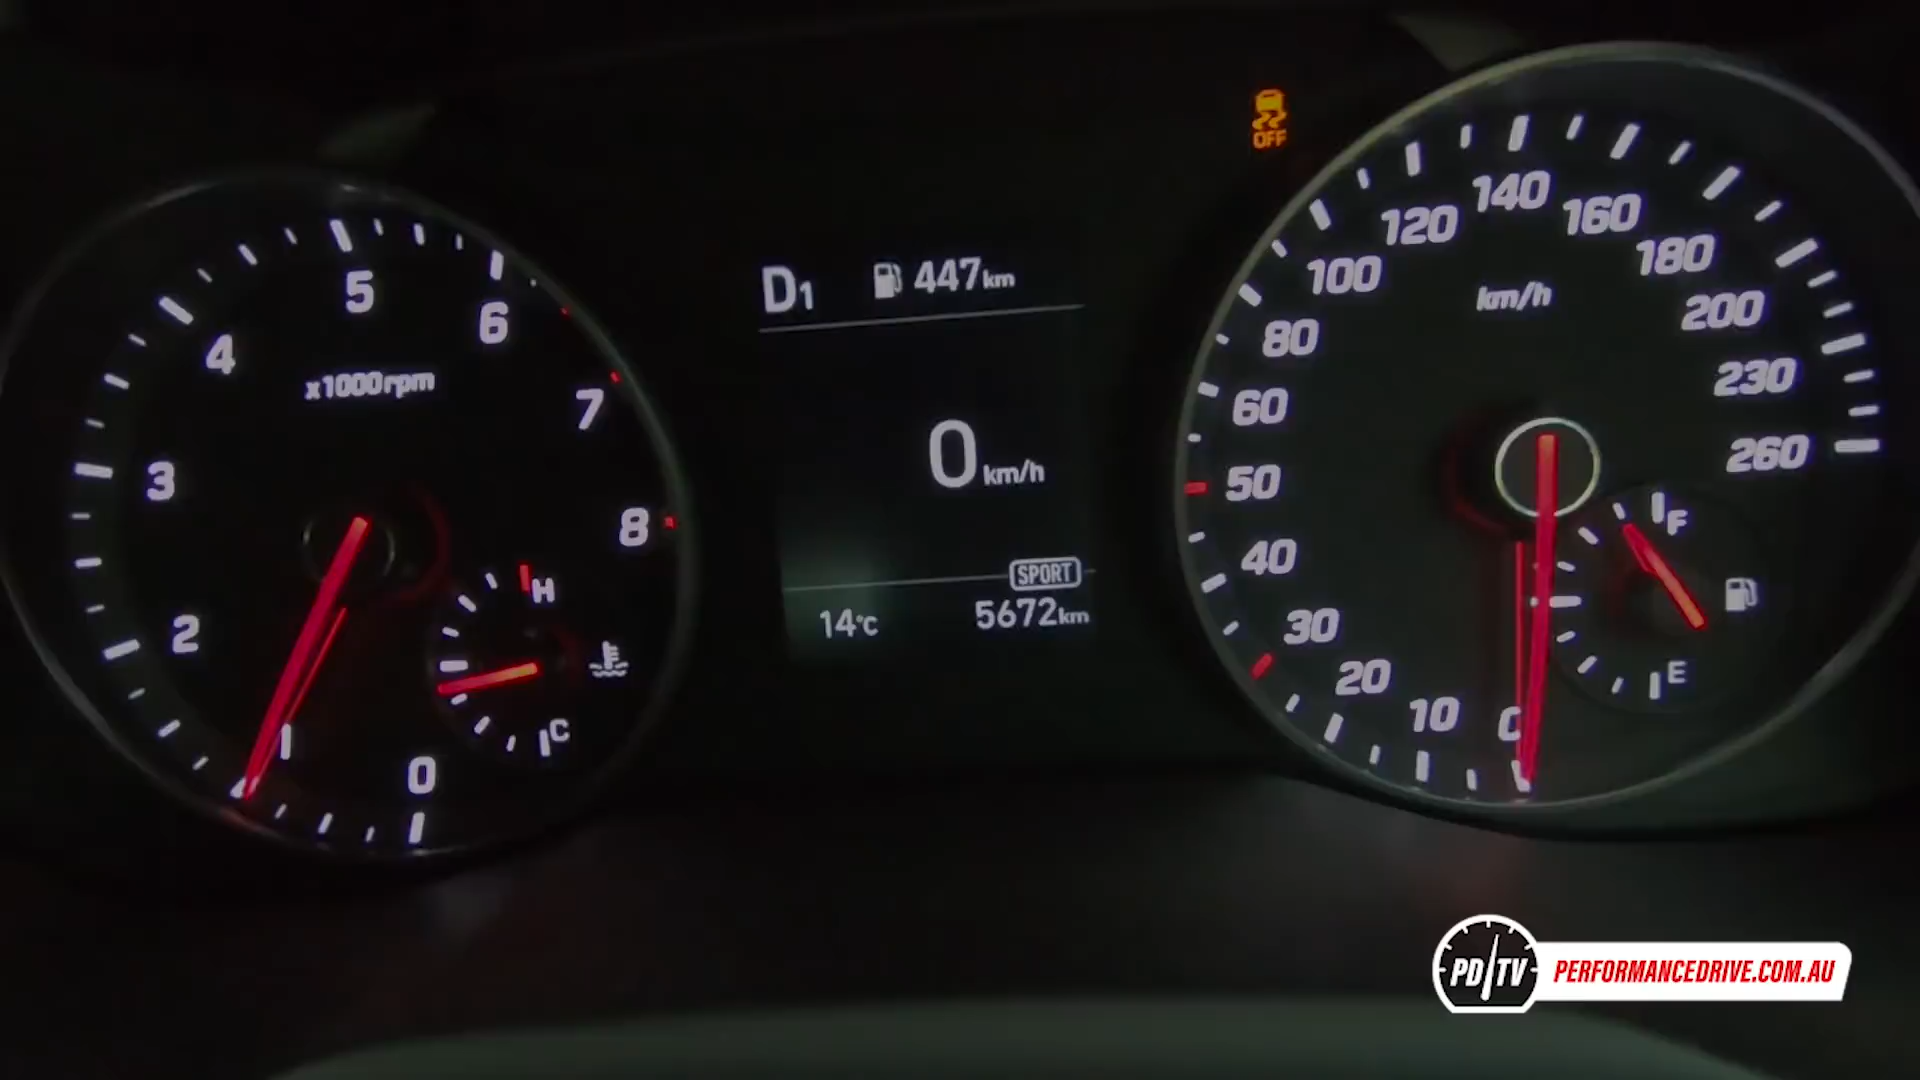 5
6
4
x1000rpm
7
3
8
2
1
0
H
C
D1 447km
0km/h
SPORT
14°C 5672km
OFF
140
120
160
100
180
km/h
80
200
60
230
50
260
40
30
20
10
0
F
E
PD TV PERFORMANCEDRIVE.COM.AU